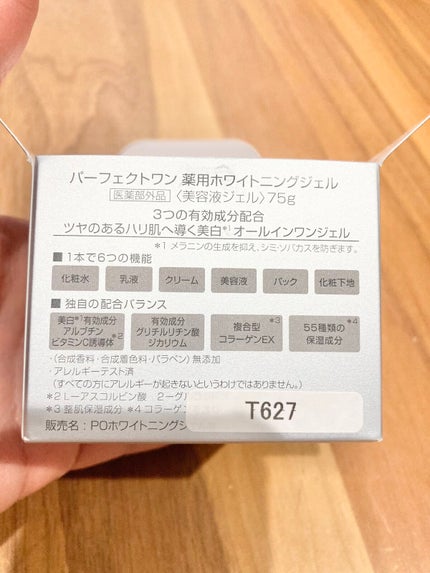 パーフェクトワン 薬用ホワイトニングジェル
医薬部外品 〈美容液ジェル〉75g
3つの有効成分配合
ツヤのあるハリ肌へ導く美白*1 オールインワンジェル
*1 メラニンの生成を抑え、シミ・ソバカスを防ぎます。
■1本で6つの機能
化粧水 乳液 クリーム 美容液 パック 化粧下地
■独自の配合バランス
美白*1有効成分 アルブチン ビタミンC誘導体*2
有効成分 グリチルリチン酸 ジカリウム
複合型 コラーゲンEX*3
55種類の 保湿成分*4
・(合成香料・合成着色料・パラベン)無添加
・アレルギーテスト済
(すべての方にアレルギーが起きないというわけではありません。)
*2 L-アスコルビン酸 2-グル
*3 整肌保湿成分 *4 コラーゲン
販売名:POホワイトニングジ
T627